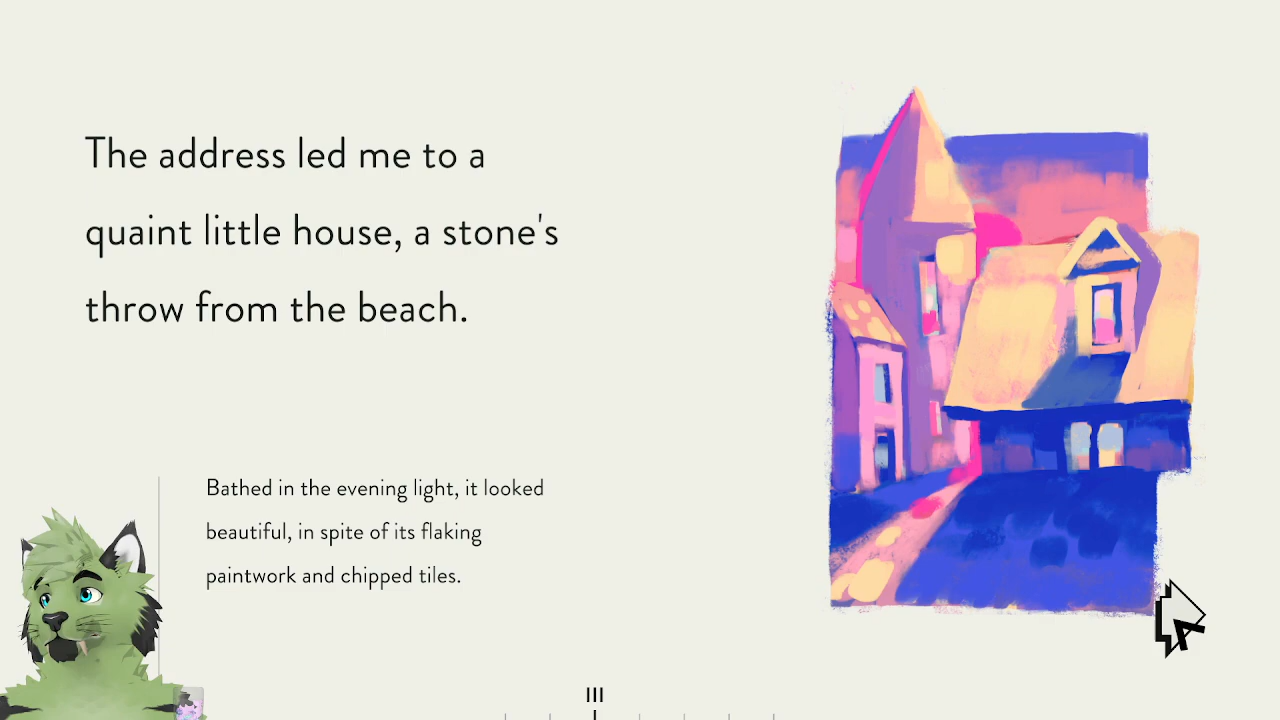 The address led me to a
quaint little house, a stone's
throw from the beach.
Bathed in the evening light, it looked
beautiful, in spite of its flaking
paintwork and chipped tiles.
III